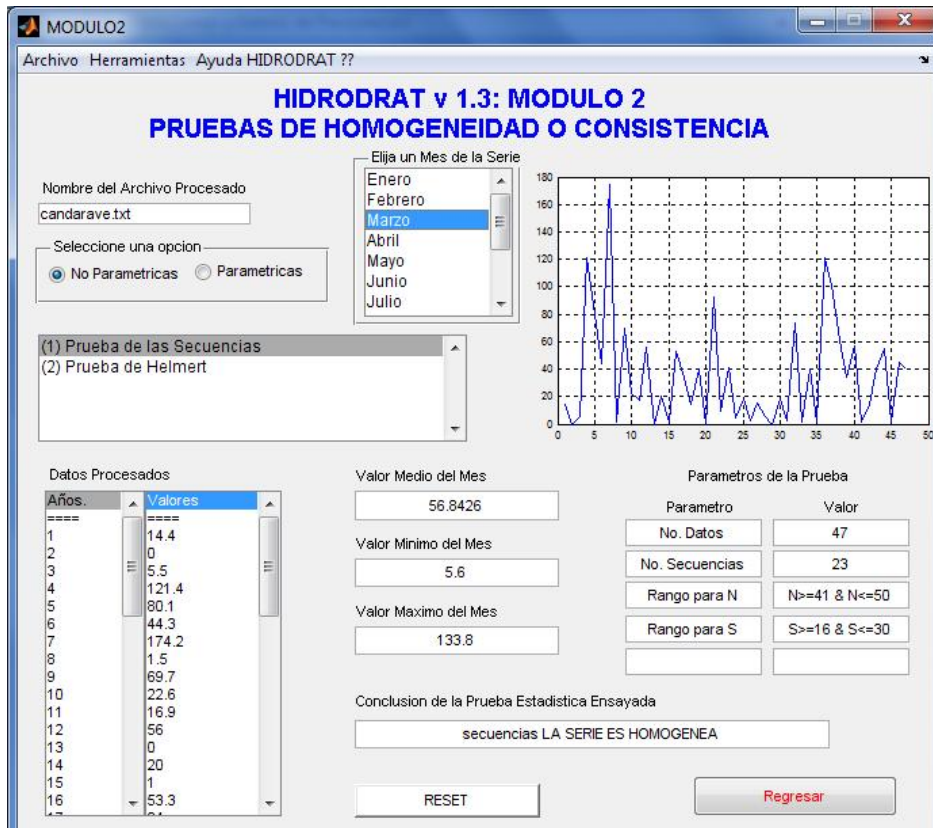 MODULO2
Archivo Herramientas Ayuda HIDRODRAT ??
HIDRODRAT v 1.3: MODULO 2
PRUEBAS DE HOMOGENEIDAD O CONSISTENCIA
Nombre del Archivo Procesado
candarave.txt
Seleccione una opcion
No Parametricas Parametricas
Elija un Mes de la Serie
Enero
Febrero
Marzo
Abril
Mayo
Junio
Julio
180
160
140
120
100
80
60
40
20
0
0 5 10 15 20 25 30 35 40 45 50
(1) Prueba de las Secuencias
(2) Prueba de Helmert
Datos Procesados
Años. Valores
==== ====
1 14.4
2 0
3 5.5
4 121.4
5 80.1
6 44.3
7 174.2
8 1.5
9 69.7
10 22.6
11 16.9
12 56
13 0
14 20
15 1
16 53.3
Valor Medio del Mes
56.8426
Valor Minimo del Mes
5.6
Valor Maximo del Mes
133.8
Parametros de la Prueba
Parametro Valor
No. Datos 47
No. Secuencias 23
Rango para N N>=41 & N<=50
Rango para S S>=16 & S<=30
Conclusion de la Prueba Estadistica Ensayada
secuencias LA SERIE ES HOMOGENEA
RESET
Regresar